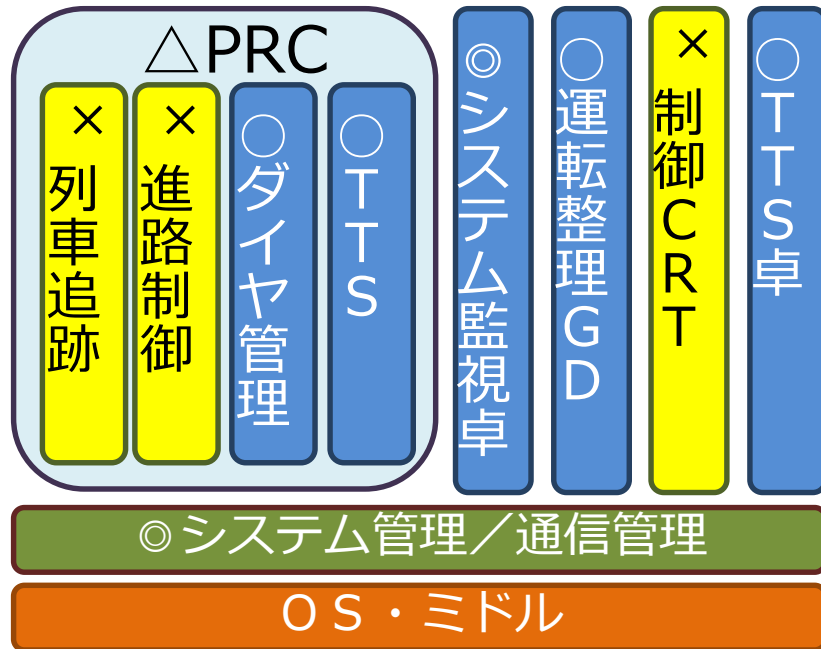 △PRC
×列車追跡
×進路制御
○ダイヤ管理
○TTS
◎システム監視卓
○運転整理GD
×制御CRT
○TTS卓
◎システム管理／通信管理
OS・ミドル